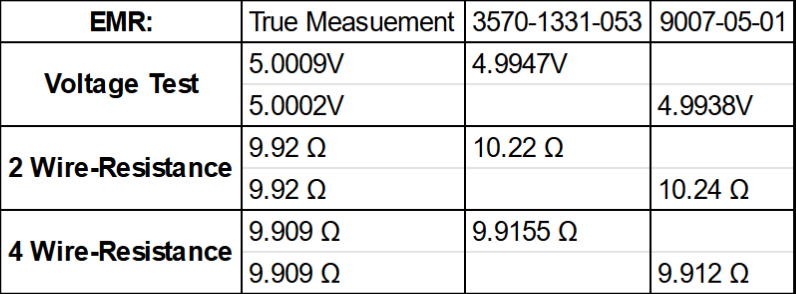 EMR: True Measuement 3570-1331-053 9007-05-01
Voltage Test
5.0009V 4.9947V
5.0002V 4.9938V
2 Wire-Resistance
9.92 Ω 10.22 Ω
9.92 Ω 10.24 Ω
4 Wire-Resistance
9.909 Ω 9.9155 Ω
9.909 Ω 9.912 Ω